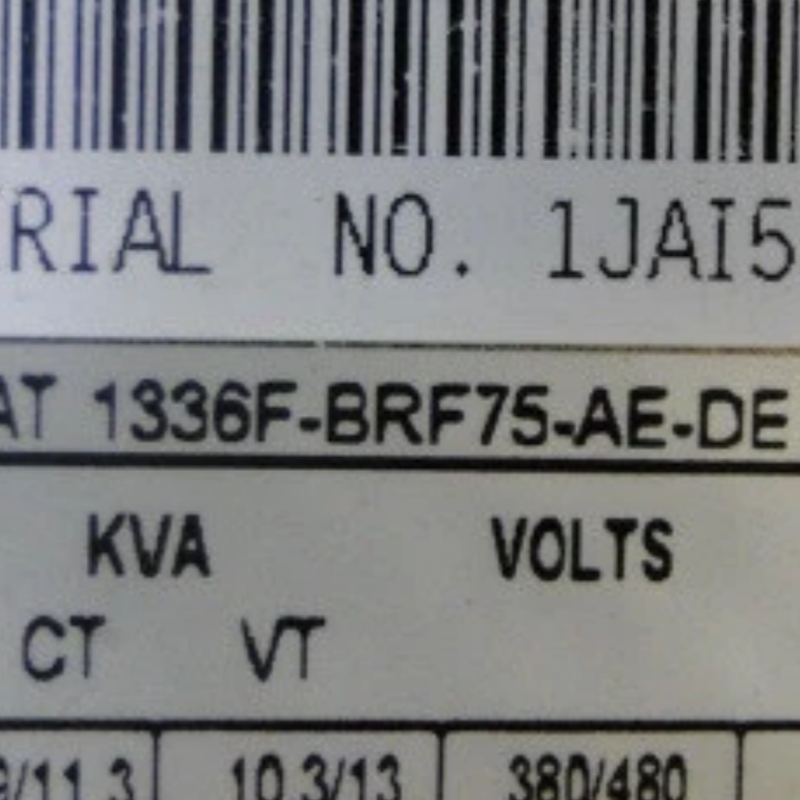 RIAL NO. 1JAI5
AT 1336F-BRF75-AE-DE
KVA VOLTS
CT VT
9/11.3 10.3/13 380/480